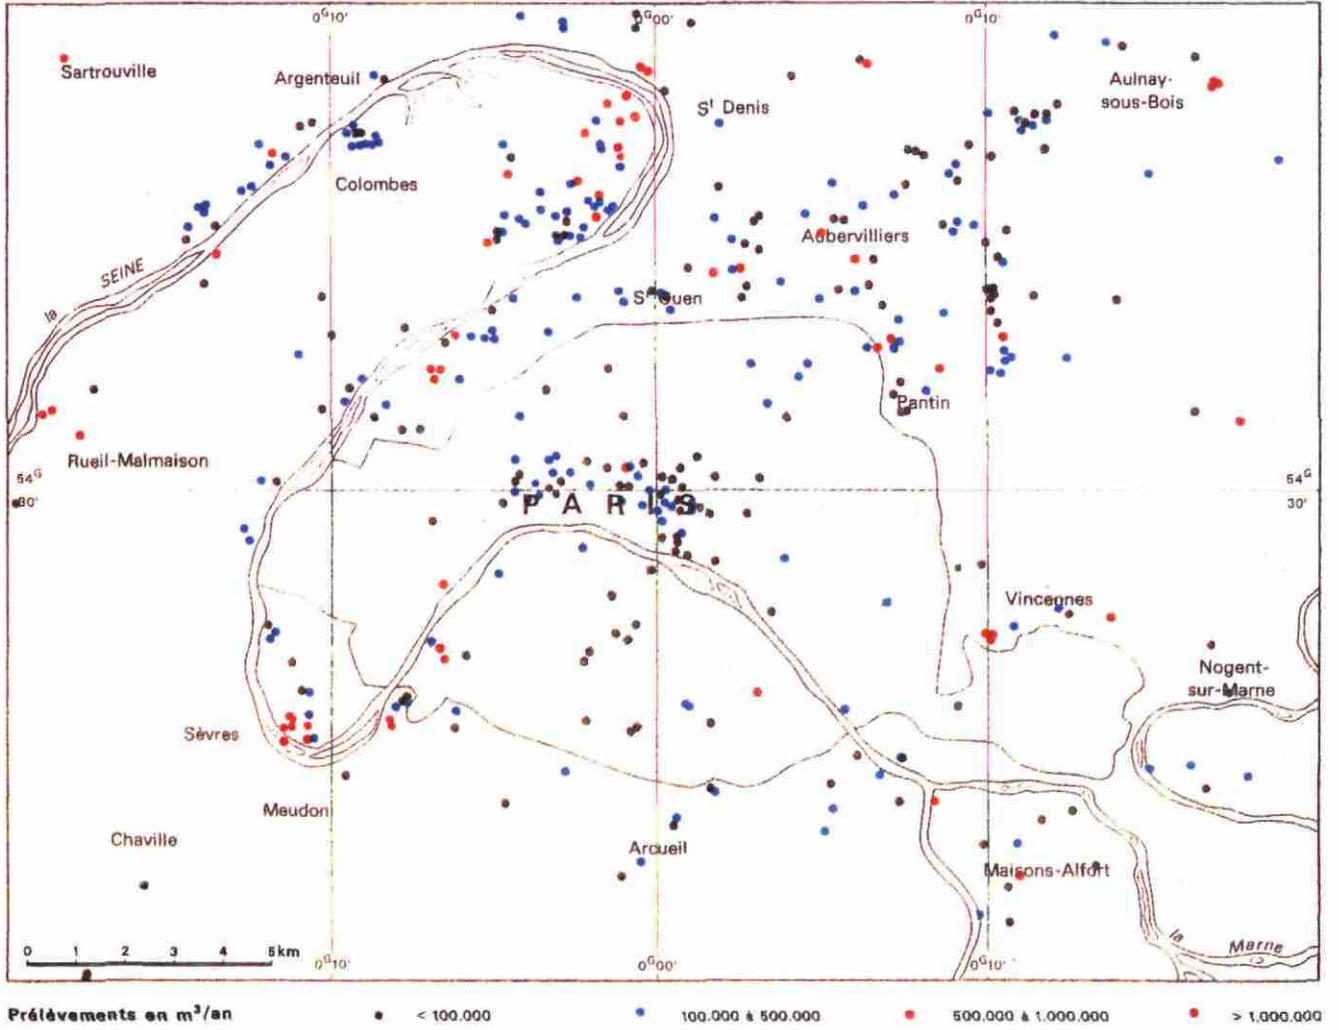 0ᴳ10' 0ᴳ00' 0ᴳ10'
Sartrouville
Argenteuil
Aulnay-
sous-Bois
Sᵗ Denis
Colombes
Aubervilliers
la SEINE
Sᵗ Ouen
Pantin
Rueil-Malmaison
54ᴳ
30'
54ᴳ
30'
PARIS
Vincennes
Nogent-
sur-Marne
Sèvres
Meudon
Chaville
Arcueil
Maisons-Alfort
la Marne
0 1 2 3 4 5 km
0ᴳ10' 0ᴳ00' 0ᴳ10'
Prélèvements en m³/an < 100.000 100.000 à 500.000 500.000 à 1.000.000 > 1.000.000